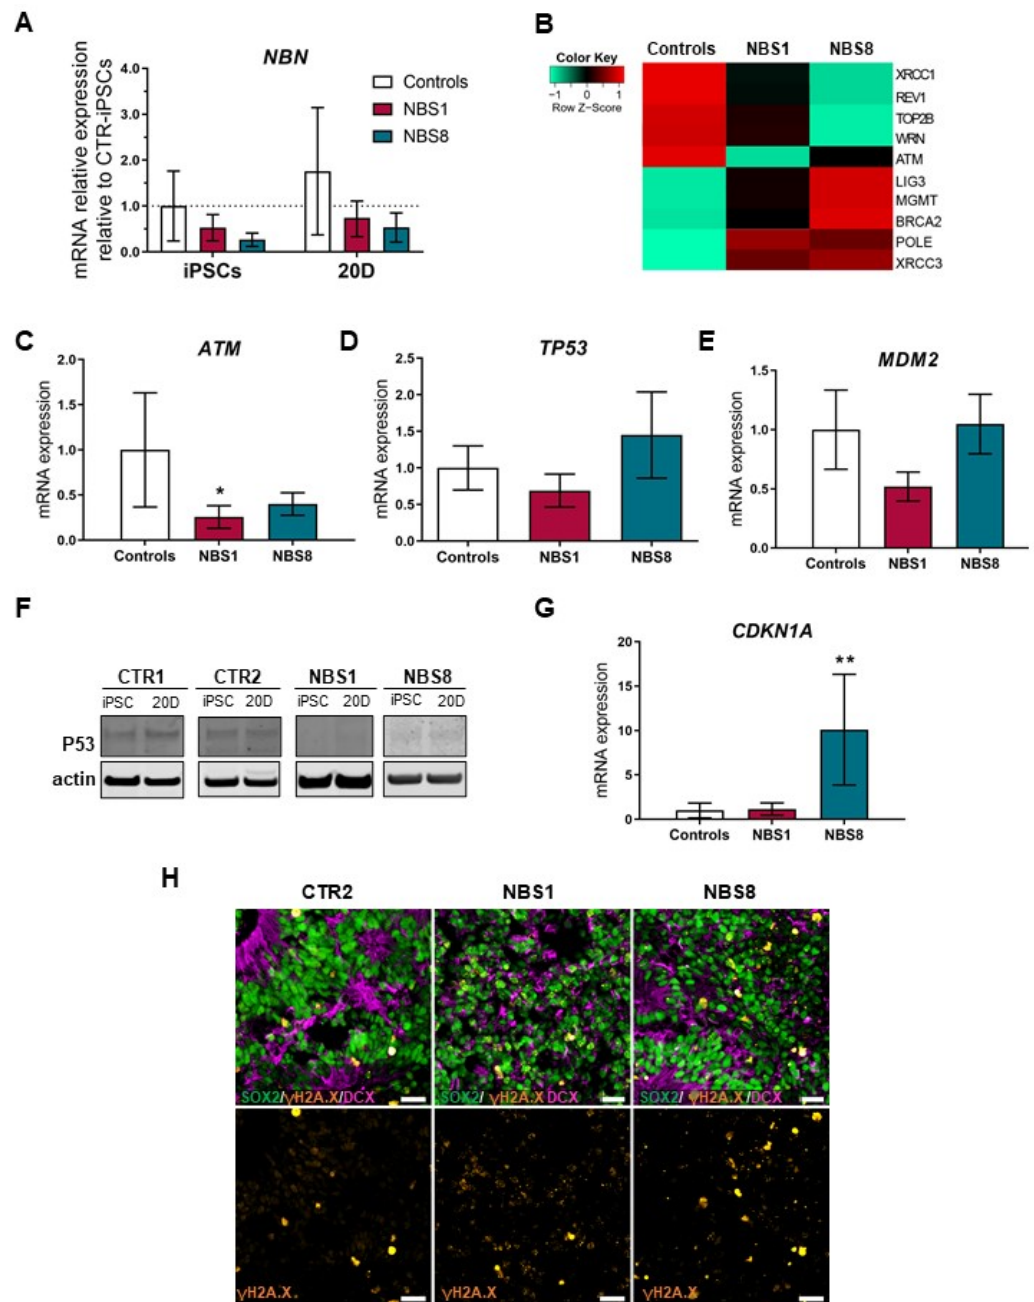 A
NBN
mRNA relative expression
relative to CTR-iPSCs
4.0
3.0
2.0
1.0
0.0
Controls
NBS1
NBS8
iPSCs
20D
B
Color Key
−1
1
Row Z−Score
Controls
NBS1
NBS8
XRCC1
REV1
TOP2B
WRN
ATM
LIG3
MGMT
BRCA2
POLE
XRCC3
C
ATM
mRNA expression
2.0
1.5
1.0
0.5
0.0
*
Controls
NBS1
NBS8
D
TP53
mRNA expression
2.5
2.0
1.5
1.0
0.5
0.0
Controls
NBS1
NBS8
E
MDM2
mRNA expression
1.5
1.0
0.5
0.0
Controls
NBS1
NBS8
F
CTR1
CTR2
NBS1
NBS8
iPSC 20D
iPSC 20D
iPSC 20D
iPSC 20D
P53
actin
G
CDKN1A
mRNA expression
20
15
10
5
0
**
Controls
NBS1
NBS8
H
CTR2
NBS1
NBS8
SOX2/γH2A.X/DCX
SOX2/ γH2A.X DCX
SOX2/ γH2A.X/DCX
γH2A.X
γH2A.X
γH2A.X